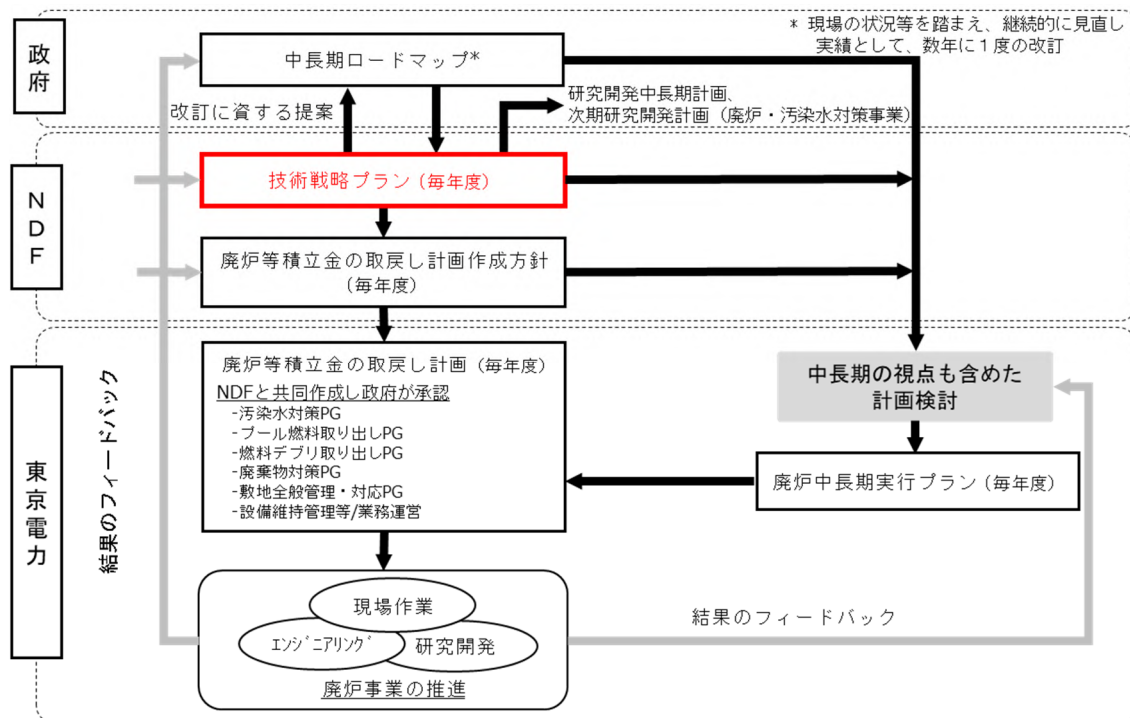 政府
中長期ロードマップ*
* 現場の状況等を踏まえ、継続的に見直し
実績として、数年に１度の改訂
改訂に資する提案
研究開発中長期計画、
次期研究開発計画（廃炉・汚染水対策事業）
NDF
技術戦略プラン（毎年度）
廃炉等積立金の取戻し計画作成方針
（毎年度）
東京電力
結果のフィードバック
廃炉等積立金の取戻し計画（毎年度）
NDFと共同作成し政府が承認
-汚染水対策PG
-プール燃料取り出しPG
-燃料デブリ取り出しPG
-廃棄物対策PG
-敷地全般管理・対応PG
-設備維持管理等/業務運営
中長期の視点も含めた
計画検討
廃炉中長期実行プラン（毎年度）
現場作業
ｴﾝｼﾞﾆｱﾘﾝｸﾞ
研究開発
廃炉事業の推進
結果のフィードバック